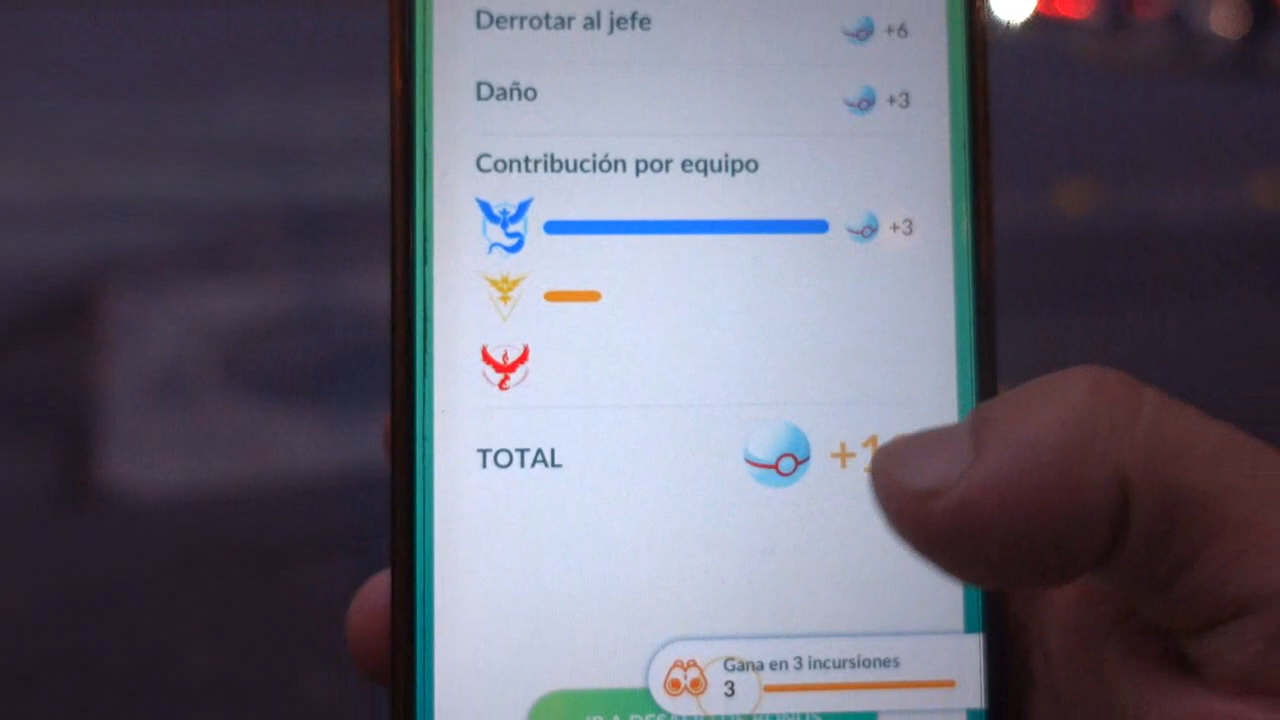 Derrotar al jefe +6
Daño +3
Contribución por equipo
+3
TOTAL
Gana en 3 incursiones
3